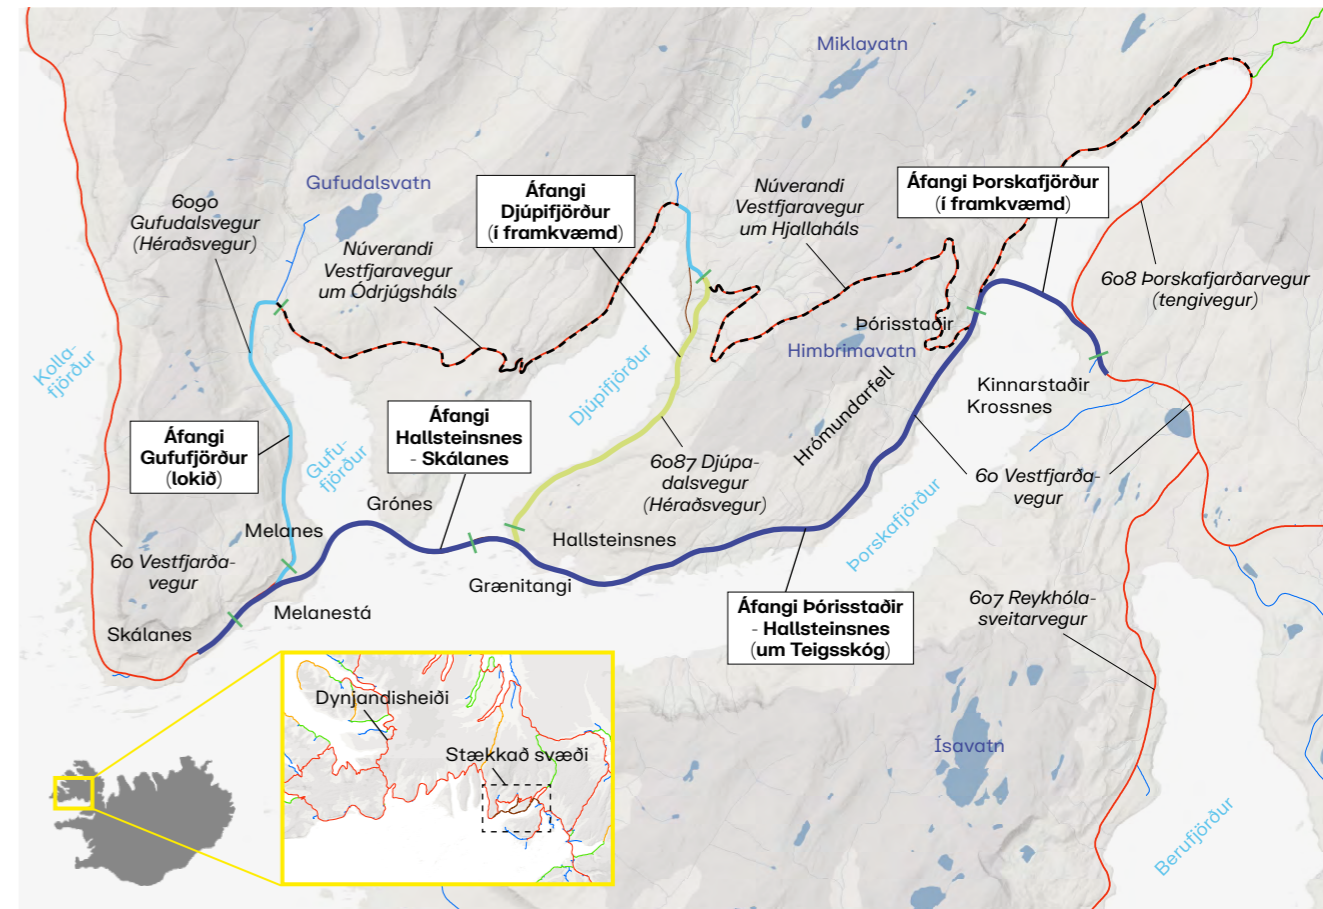 Miklavatn
Gufudalsvatn
6090
Gufudalsvegur
(Héraðsvegur)
Núverandi
Vestfjaravegur
um Ódrjúgsháls
Áfangi
Djúpifjörður
(í framkvæmd)
Núverandi
Vestfjaravegur
um Hjallaháls
Áfangi Þorskafjörður
(í framkvæmd)
608 Þorskafjarðarvegur
(tengivegur)
Kolla-
fjörður
Þórisstaðir
Himbrimavatn
Djúpifjörður
Hrómundarfell
Kinnarstaðir
Krossnes
Áfangi
Gufufjörður
(lokið)
Gufu-
fjörður
Áfangi
Hallsteinsnes
- Skálanes
6087 Djúpa-
dalsvegur
(Héraðsvegur)
60 Vestfjarða-
vegur
Grónes
Melanes
Hallsteinsnes
Þorskafjörður
60 Vestfjarða-
vegur
Grænitangi
Melanestá
Skálanes
Áfangi Þórisstaðir
- Hallsteinsnes
(um Teigsskóg)
607 Reykhóla-
sveitarvegur
Dynjandisheiði
Stækkað svæði
Ísavatn
Berufjörður